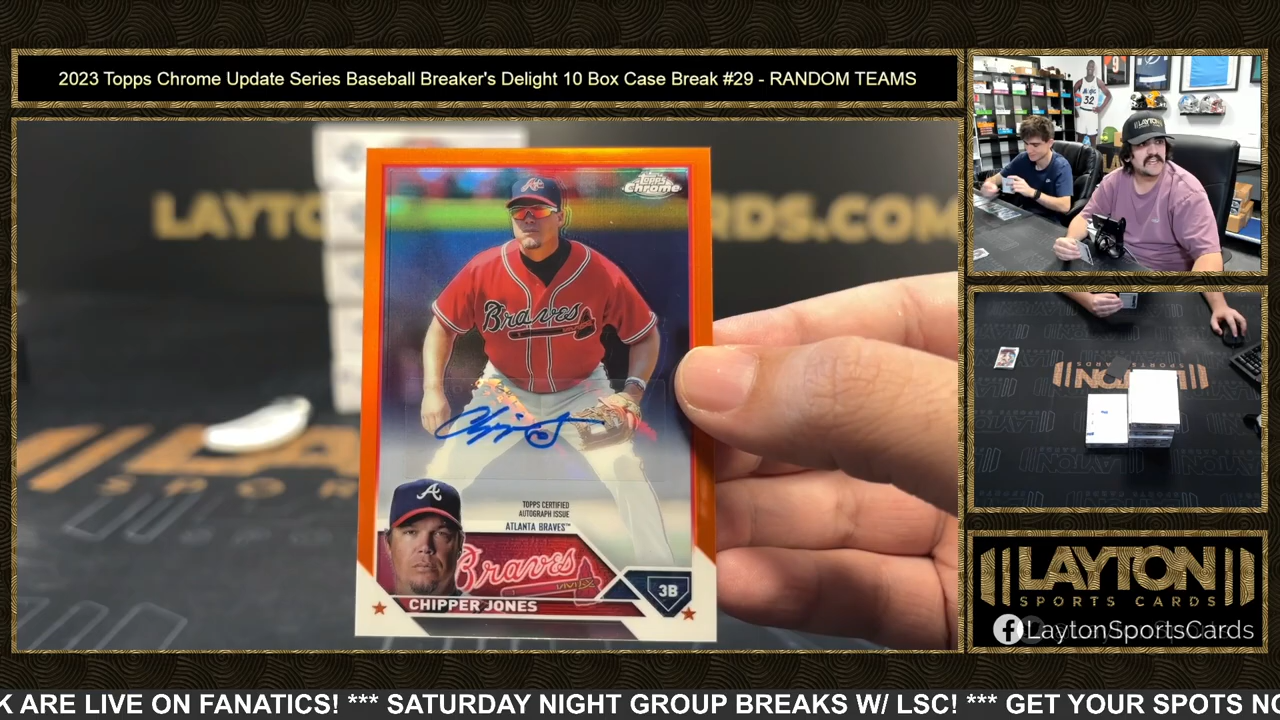 2023 Topps Chrome Update Series Baseball Breaker's Delight 10 Box Case Break #29 - RANDOM TEAMS
Topps
Chrome
Braves
TOPPS CERTIFIED
AUTOGRAPH ISSUE
ATLANTA BRAVES™
A
Braves
3B
CHIPPER JONES
32
LAYTON
SPORTS CARDS
LaytonSportsCards
K ARE LIVE ON FANATICS! *** SATURDAY NIGHT GROUP BREAKS W/ LSC! *** GET YOUR SPOTS NO